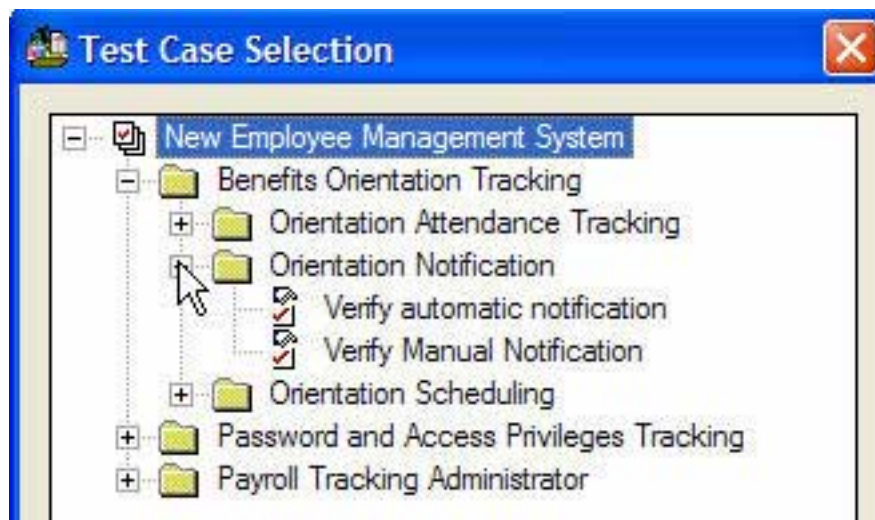 Test Case Selection
New Employee Management System
Benefits Orientation Tracking
Orientation Attendance Tracking
Orientation Notification
Verify automatic notification
Verify Manual Notification
Orientation Scheduling
Password and Access Privileges Tracking
Payroll Tracking Administrator